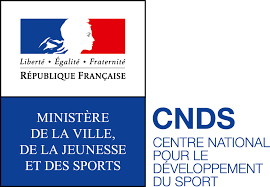 Liberté • Égalité • Fraternité
RÉPUBLIQUE FRANÇAISE
MINISTÈRE
DE LA VILLE,
DE LA JEUNESSE
ET DES SPORTS
CNDS
CENTRE NATIONAL
POUR LE
DÉVELOPPEMENT
DU SPORT